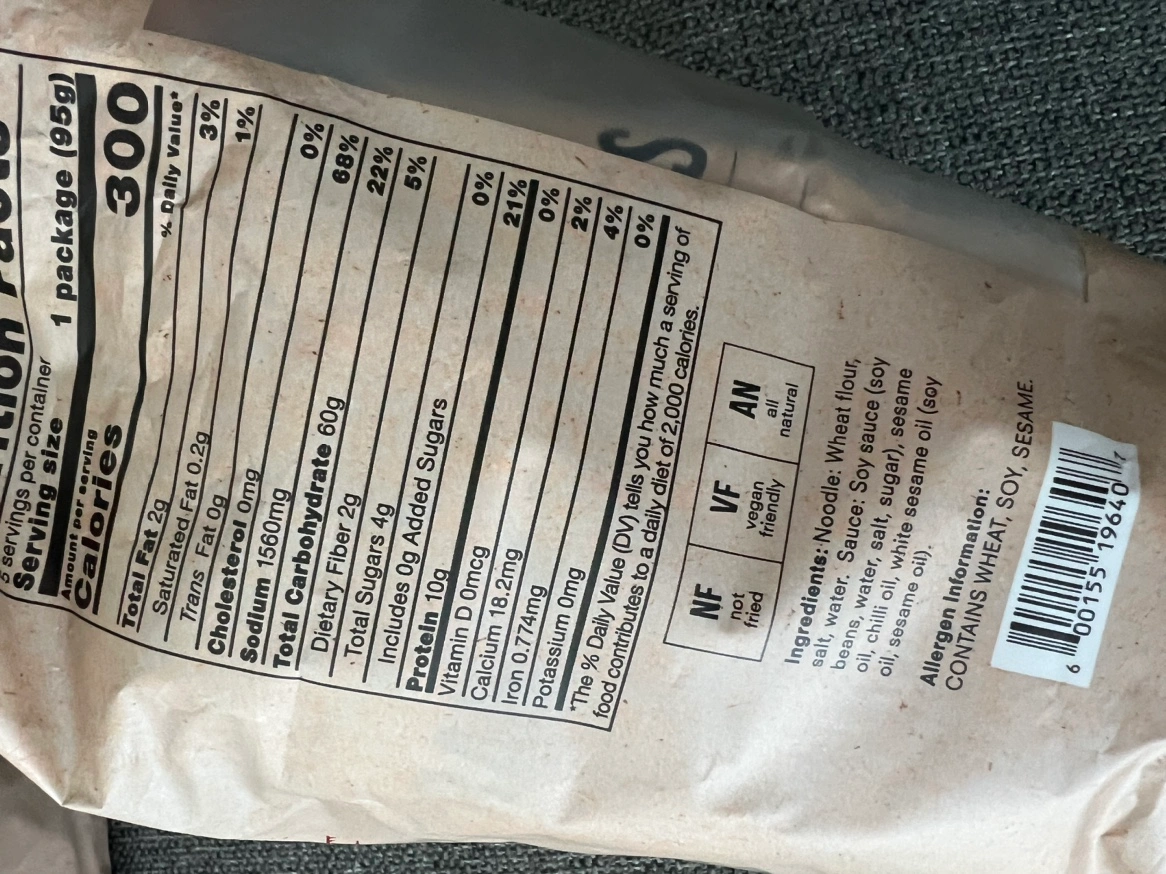 servings per container
Serving size 1 package (95g)
Amount per serving
Calories 300
% Daily Value*
Total Fat 2g 3%
Saturated Fat 0.2g 1%
Trans Fat 0g
Cholesterol 0mg 0%
Sodium 1560mg 68%
Total Carbohydrate 60g 22%
Dietary Fiber 2g 5%
Total Sugars 4g
Includes 0g Added Sugars 0%
Protein 10g 21%
Vitamin D 0mcg 0%
Calcium 18.2mg 2%
Iron 0.774mg 4%
Potassium 0mg 0%
*The % Daily Value (DV) tells you how much a serving of
food contributes to a daily diet of 2,000 calories.
NF
not
fried
VF
vegan
friendly
AN
all
natural
Ingredients: Noodle: Wheat flour,
salt, water. Sauce: Soy sauce (soy
beans, water, salt, sugar), sesame
oil, chilli oil, white sesame oil (soy
oil, sesame oil).
Allergen Information:
CONTAINS WHEAT, SOY, SESAME.
6 00155 19640 7